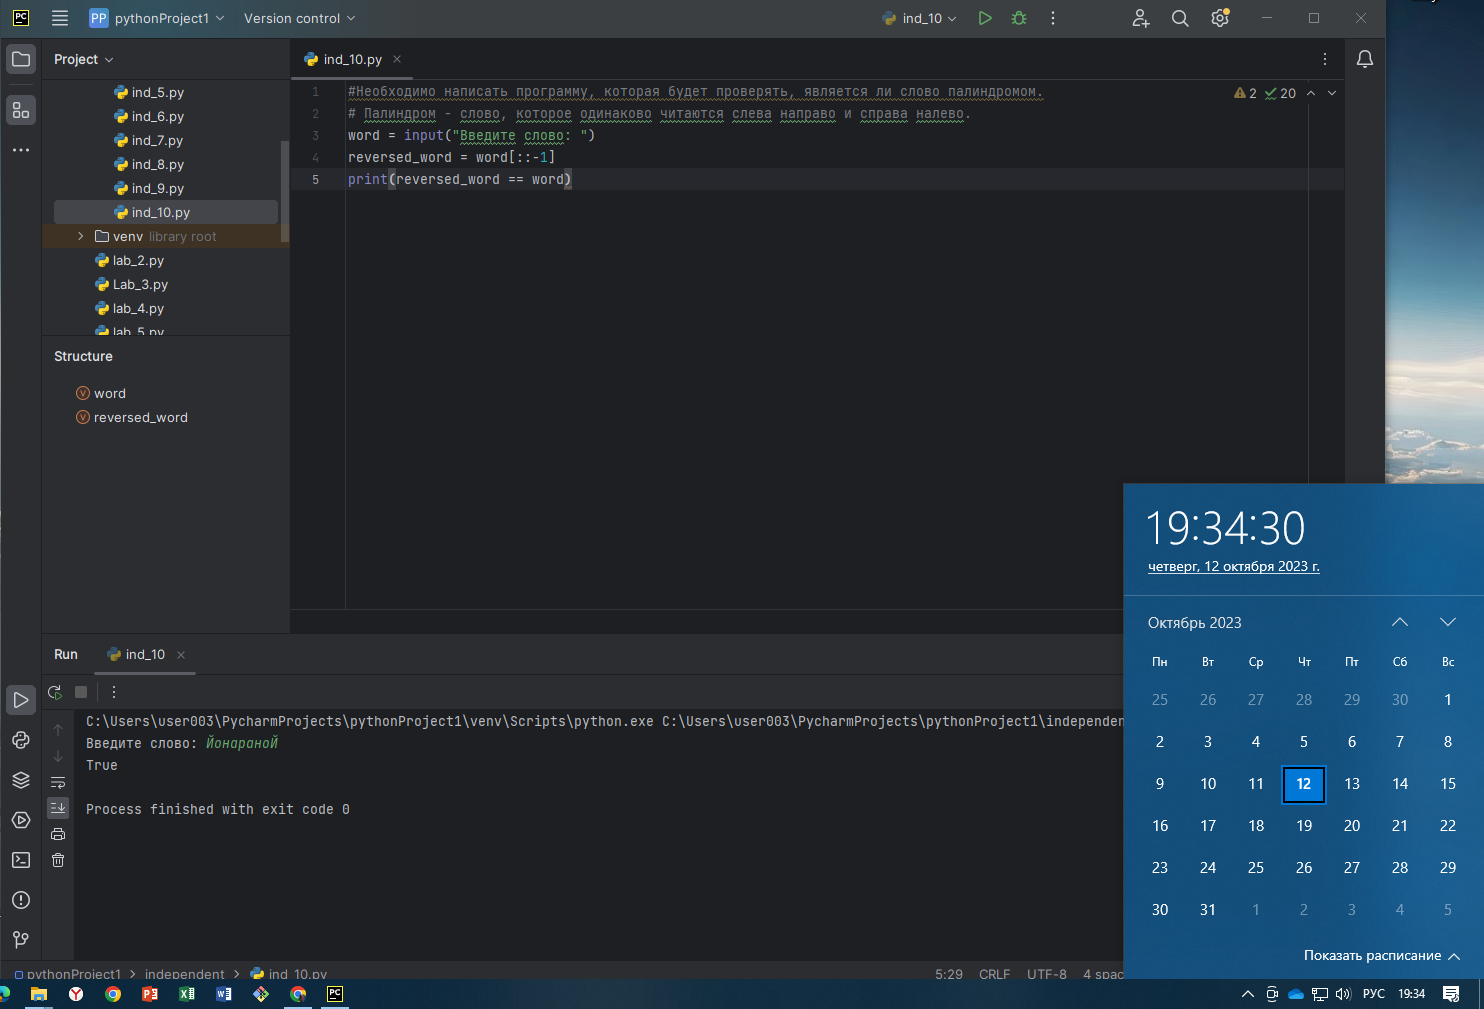 PC PP pythonProject1 Version control ind_10
Project
ind_5.py
ind_6.py
ind_7.py
ind_8.py
ind_9.py
ind_10.py
venv library root
lab_2.py
Lab_3.py
lab_4.py
lab_5.py
Structure
word
reversed_word
ind_10.py
2 20
1 #Необходимо написать программу, которая будет проверять, является ли слово палиндромом.
2 # Палиндром - слово, которое одинаково читаются слева направо и справа налево.
3 word = input("Введите слово: ")
4 reversed_word = word[::-1]
5 print(reversed_word == word)
Run ind_10
C:\Users\user003\PycharmProjects\pythonProject1\venv\Scripts\python.exe C:\Users\user003\PycharmProjects\pythonProject1\independen
Введите слово: ЙонараноЙ
True
Process finished with exit code 0
pythonProject1 independent ind_10.py 5:29 CRLF UTF-8 4 spac
19:34:30
четверг, 12 октября 2023 г.
Октябрь 2023
Пн Вт Ср Чт Пт Сб Вс
25 26 27 28 29 30 1
2 3 4 5 6 7 8
9 10 11 12 13 14 15
16 17 18 19 20 21 22
23 24 25 26 27 28 29
30 31 1 2 3 4 5
Показать расписание
РУС 19:34